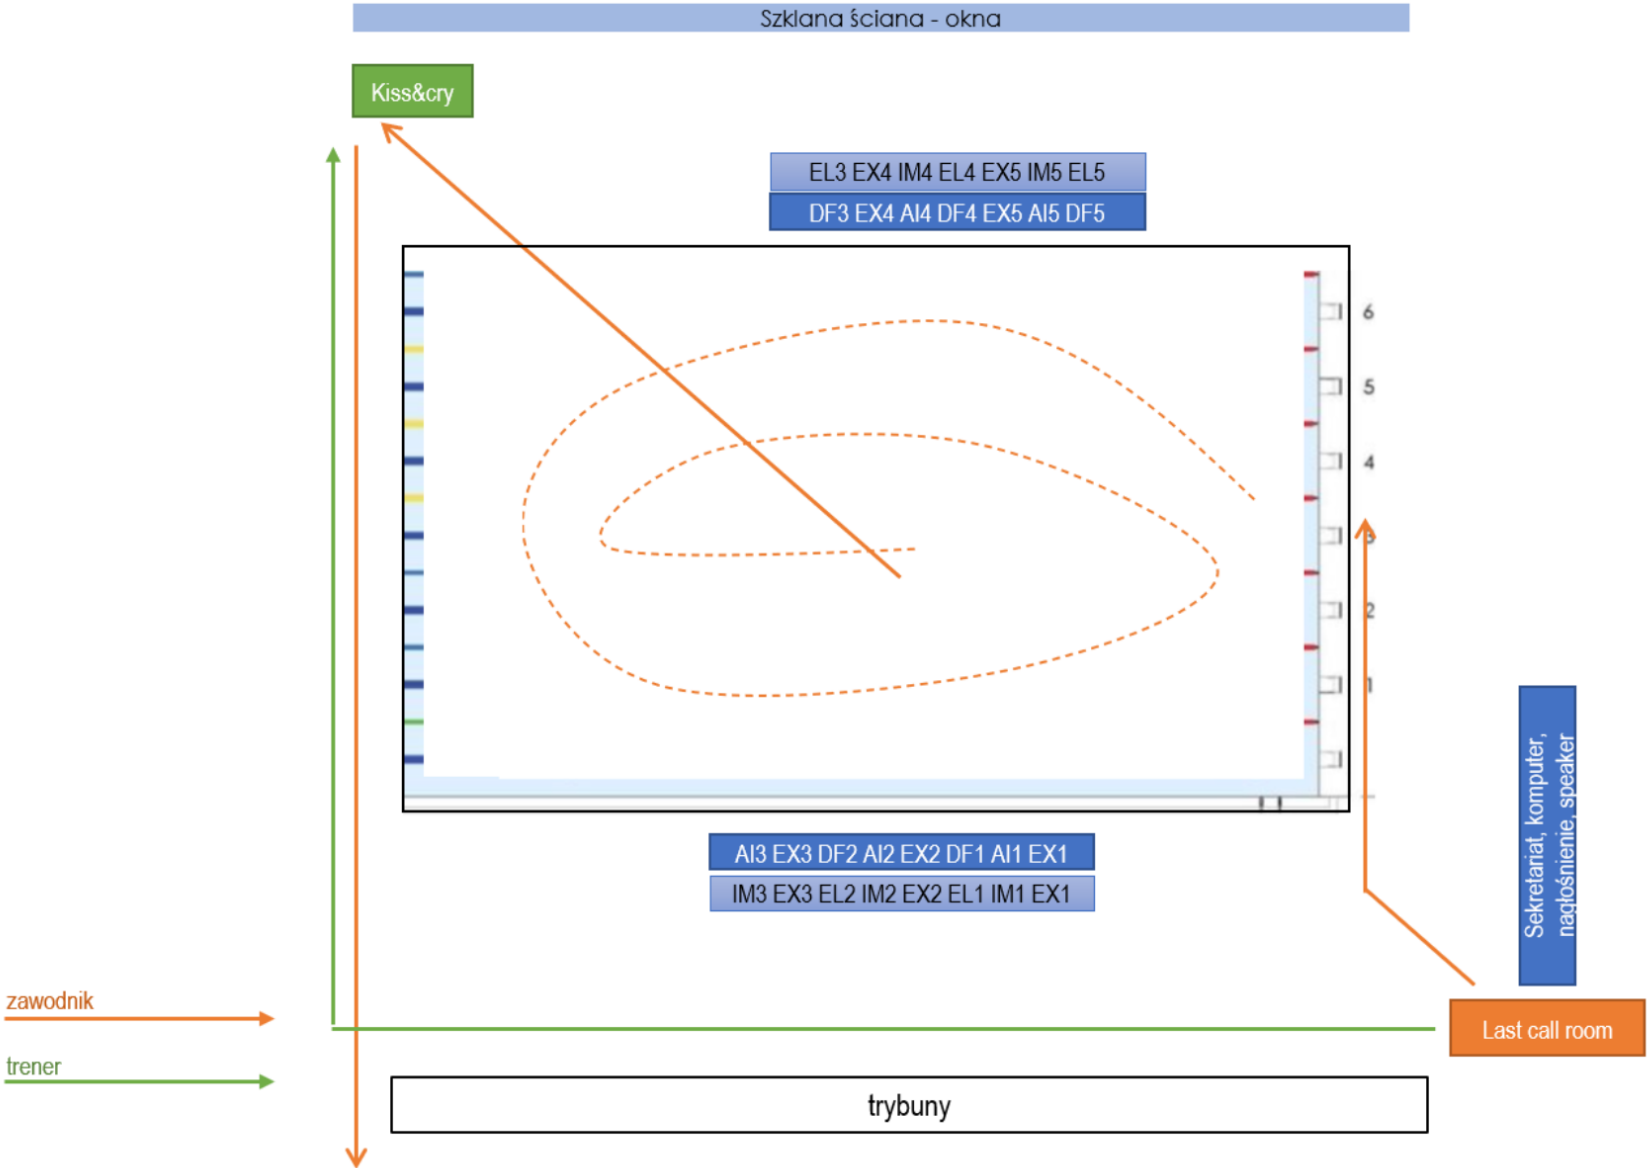 Szklana ściana - okna
Kiss&cry
EL3 EX4 IM4 EL4 EX5 IM5 EL5
DF3 EX4 AI4 DF4 EX5 AI5 DF5
6
5
4
3
2
1
AI3 EX3 DF2 AI2 EX2 DF1 AI1 EX1
IM3 EX3 EL2 IM2 EX2 EL1 IM1 EX1
Sekretariat, komputer,
nagłośnienie, speaker
zawodnik
Last call room
trener
trybuny